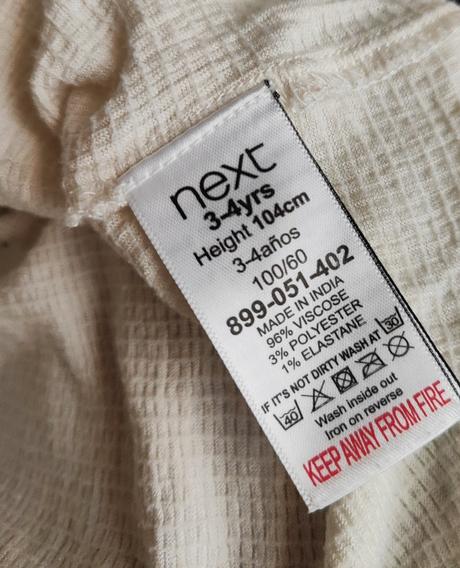 next
3-4yrs
Height 104cm
3-4años
100/60
899-051-402
MADE IN INDIA
96% VISCOSE
3% POLYESTER
1% ELASTANE
IF IT'S NOT DIRTY WASH AT 30
40
Wash inside out
Iron on reverse
KEEP AWAY FROM FIRE